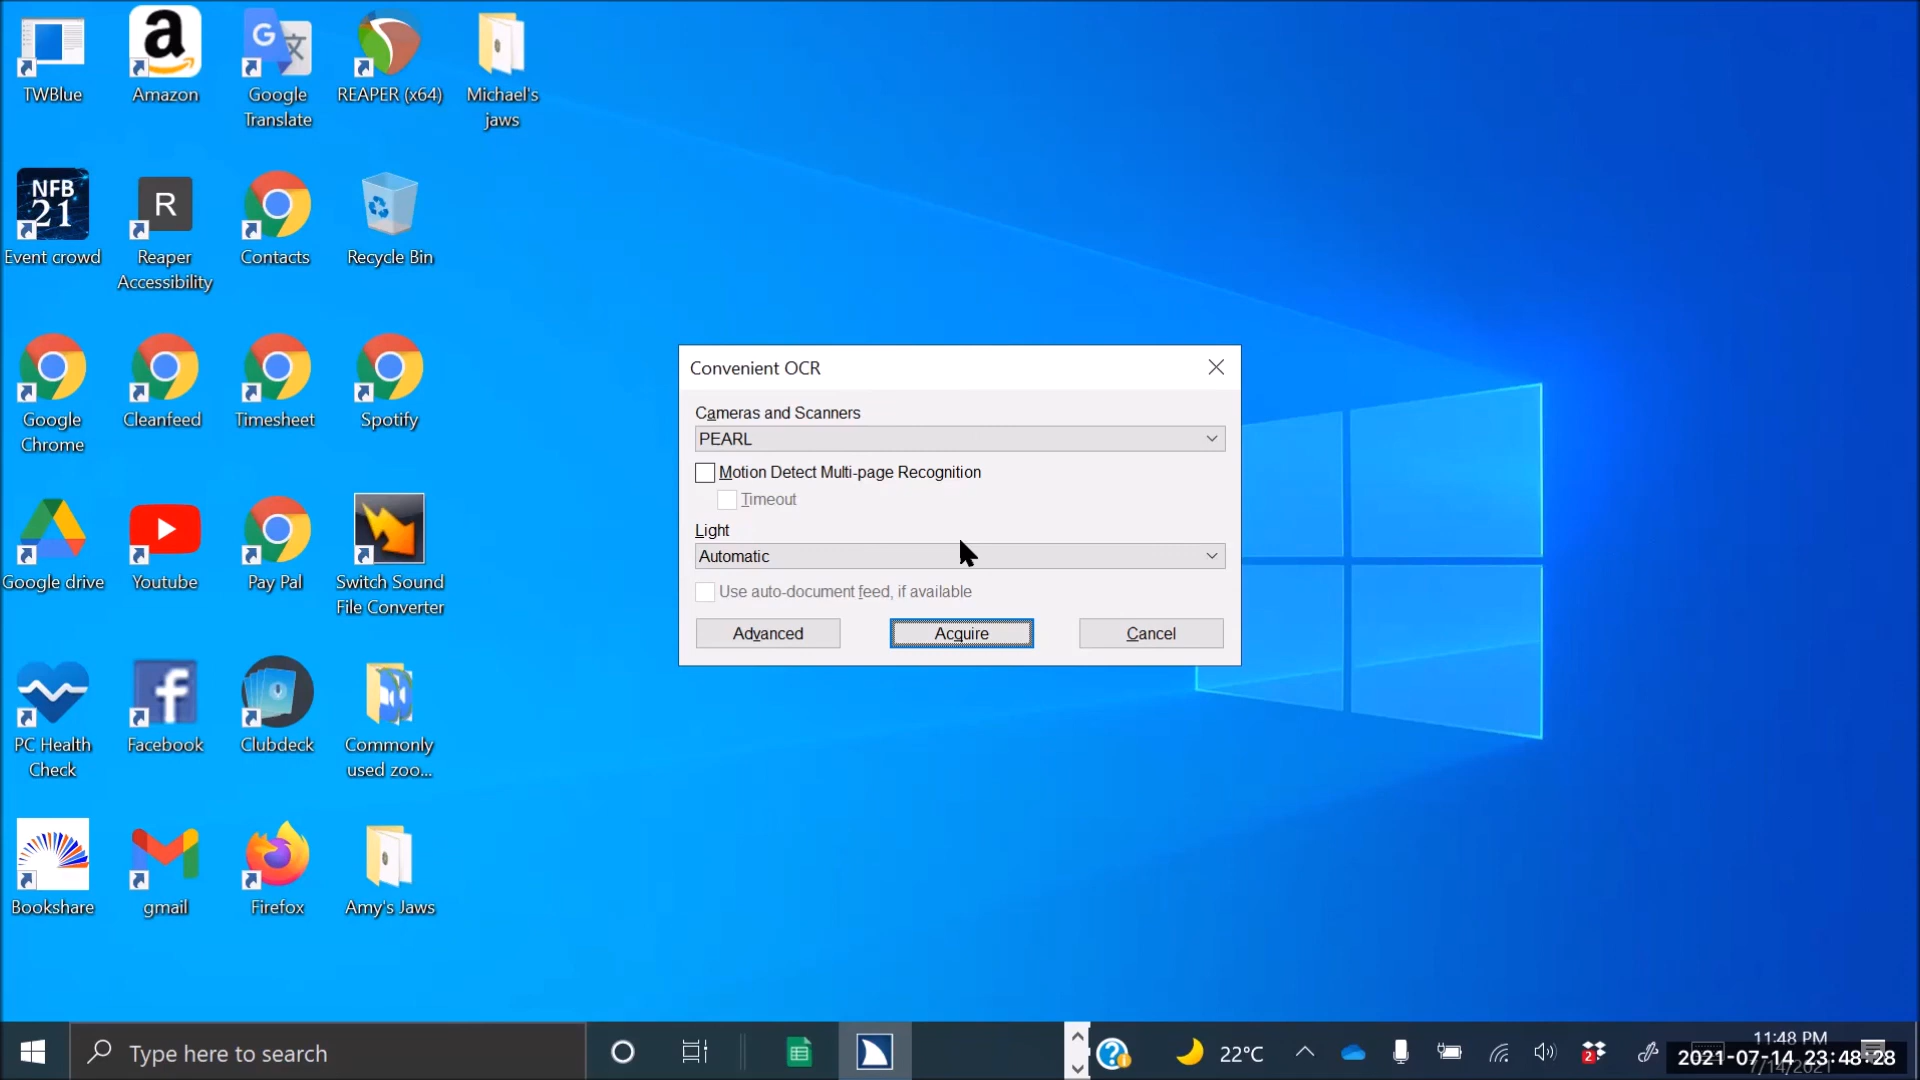 TWBlue
Amazon
Google
Translate
REAPER (x64)
Michael's
jaws
NFB
21
Event crowd
R
Reaper
Accessibility
Contacts
Recycle Bin
Google
Chrome
Cleanfeed
Timesheet
Spotify
Google drive
Youtube
Pay Pal
Switch Sound
File Converter
PC Health
Check
Facebook
Clubdeck
Commonly
used zoo...
Bookshare
gmail
Firefox
Amy's Jaws
Convenient OCR
Cameras and Scanners
PEARL
Motion Detect Multi-page Recognition
Timeout
Light
Automatic
Use auto-document feed, if available
Advanced
Acquire
Cancel
Type here to search
22°C
2
11:48 PM
2021-07-14 23:48:28